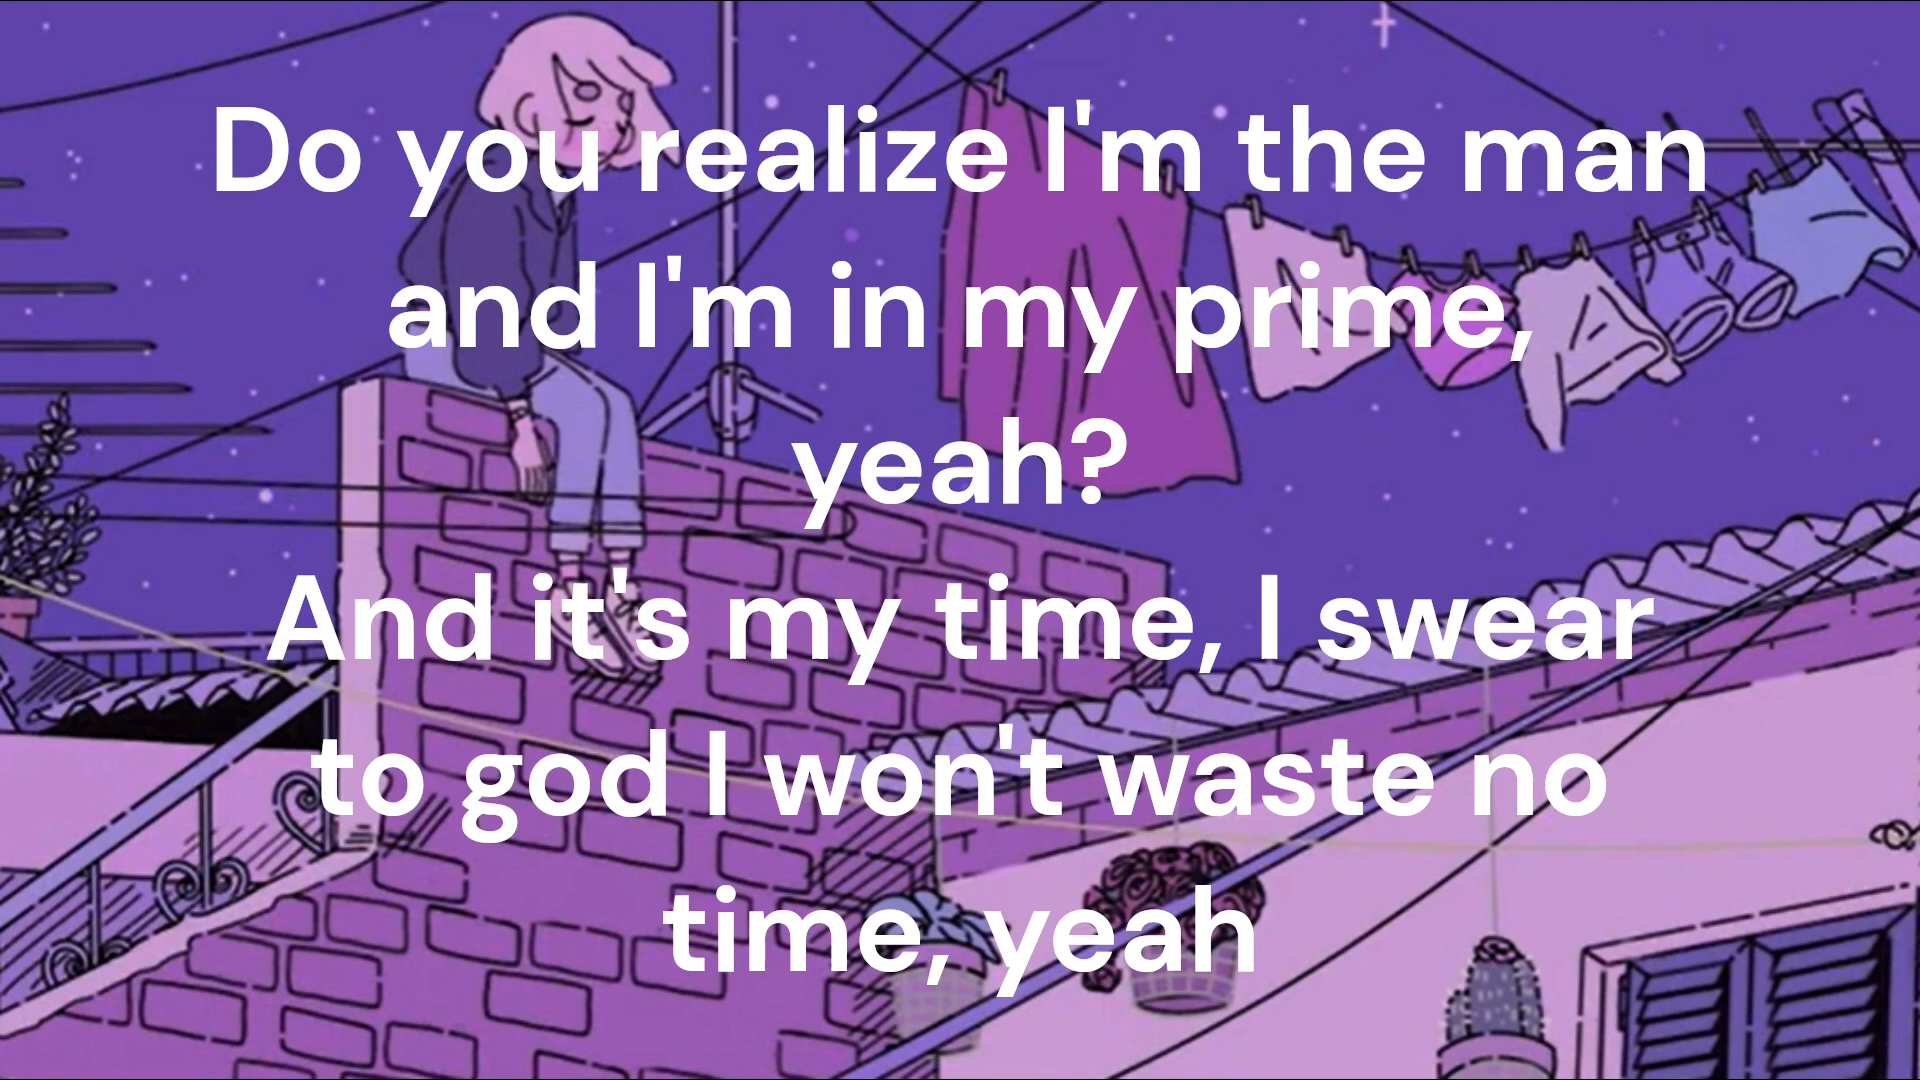 Do you realize I'm the man
and I'm in my prime,
yeah?
And it's my time, I swear
to god I won't waste no
time, yeah